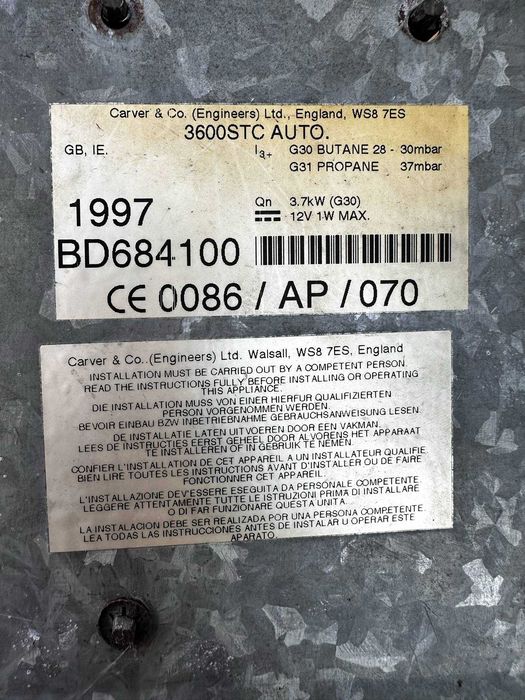 Carver & Co. (Engineers) Ltd., England, WS8 7ES
3600STC AUTO.
GB, IE. I3+ G30 BUTANE 28 - 30mbar
G31 PROPANE 37mbar
1997 Qn 3.7kW (G30)
12V 1W MAX.
BD684100
CE 0086 / AP / 070
Carver & Co. (Engineers) Ltd. Walsall, WS8 7ES, England
INSTALLATION MUST BE CARRIED OUT BY A COMPETENT PERSON
READ THE INSTRUCTIONS FULLY BEFORE INSTALLING OR OPERATING
THIS APPLIANCE.
DIE INSTALLATION MUSS VON EINER HIERFUR QUALIFIZIERTEN
PERSON VORGENOMMEN WERDEN.
BEVOIR EINBAU BZW INBETRIEBNAHME GEBRAUCHSANWEISUNG LESEN.
DE INSTALLATIE LATEN UITVOEREN DOOR EEN VAKMAN.
LEES DE INSTRUCTIES EERST GEHEEL DOOR ALVORENS HET APPARAAT
TE INSTALLEREN OF IN GEBRUIK TE NEMEN.
CONFIER L'INSTALLATION DE CET APPAREIL A UN INSTALLATEUR QUALIFIE.
BIEN LIRE TOUTES LES INSTRUCTIONS AVANT D'INSTALLER OU DE FAIRE
FONCTIONNER CET APPAREIL.
L'INSTALLAZIONE DEV'ESSERE ESEGUITA DA PERSONALE COMPETENTE
LEGGERE ATTENTAMENTE TUTTE LE ISTRUZIONI PRIMA DI INSTALLARE
O DI FAR FUNZIONARE QUESTA UNITA.
LA INSTALACION DEBE SER REALIZADA POR UNA PERSONA COMPETENTE.
LEA TODAS LAS INSTRUCCIONES ANTES DE INSTALAR U OPERAR ESTE
APARATO.